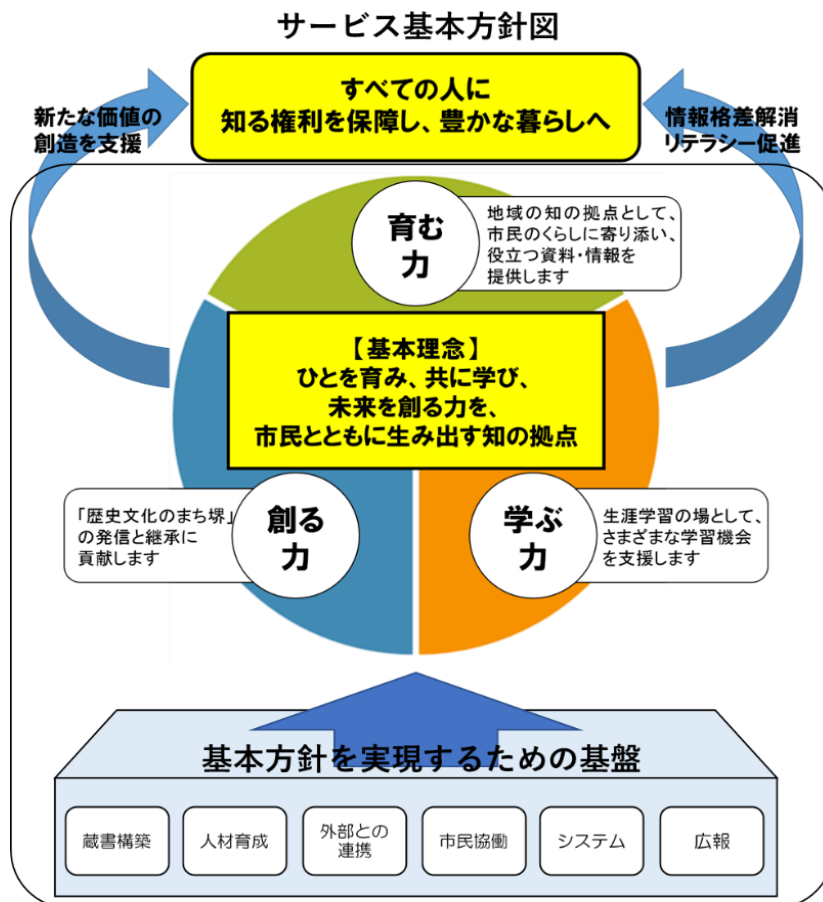 サービス基本方針図
すべての人に
知る権利を保障し、豊かな暮らしへ
新たな価値の
創造を支援
情報格差解消
リテラシー促進
育む
力
地域の知の拠点として、
市民のくらしに寄り添い、
役立つ資料・情報を
提供します
【基本理念】
ひとを育み、共に学び、
未来を創る力を、
市民とともに生み出す知の拠点
「歴史文化のまち堺」
の発信と継承に
貢献します
創る
力
学ぶ
力
生涯学習の場として、
さまざまな学習機会
を支援します
基本方針を実現するための基盤
蔵書構築
人材育成
外部との
連携
市民協働
システム
広報